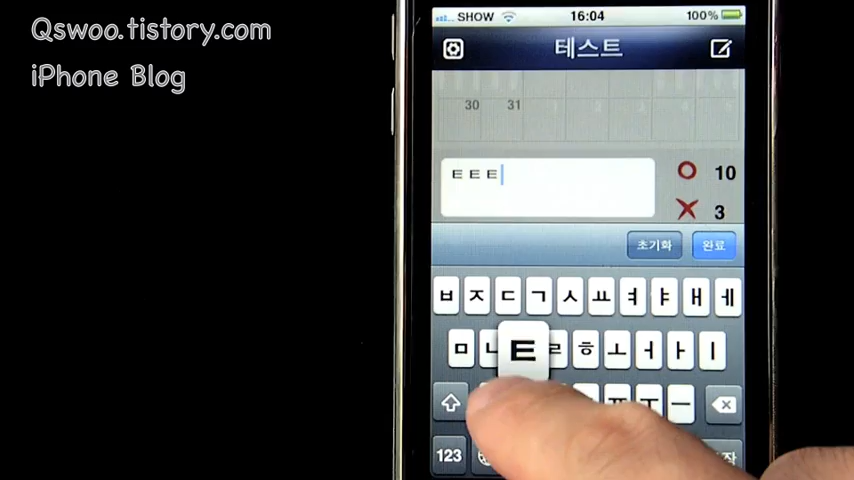 Qswoo.tistory.com
iPhone Blog
SHOW 16:04 100%
테스트
30 31
ㅌㅌㅌ
10
3
초기화 완료
ㅂ ㅈ ㄷ ㄱ ㅅ ㅛ ㅕ ㅑ ㅐ ㅔ
ㅁ ㄴ ㅌ ㄹ ㅎ ㅗ ㅓ ㅏ ㅣ
ㅍ ㅜ ㅡ
123